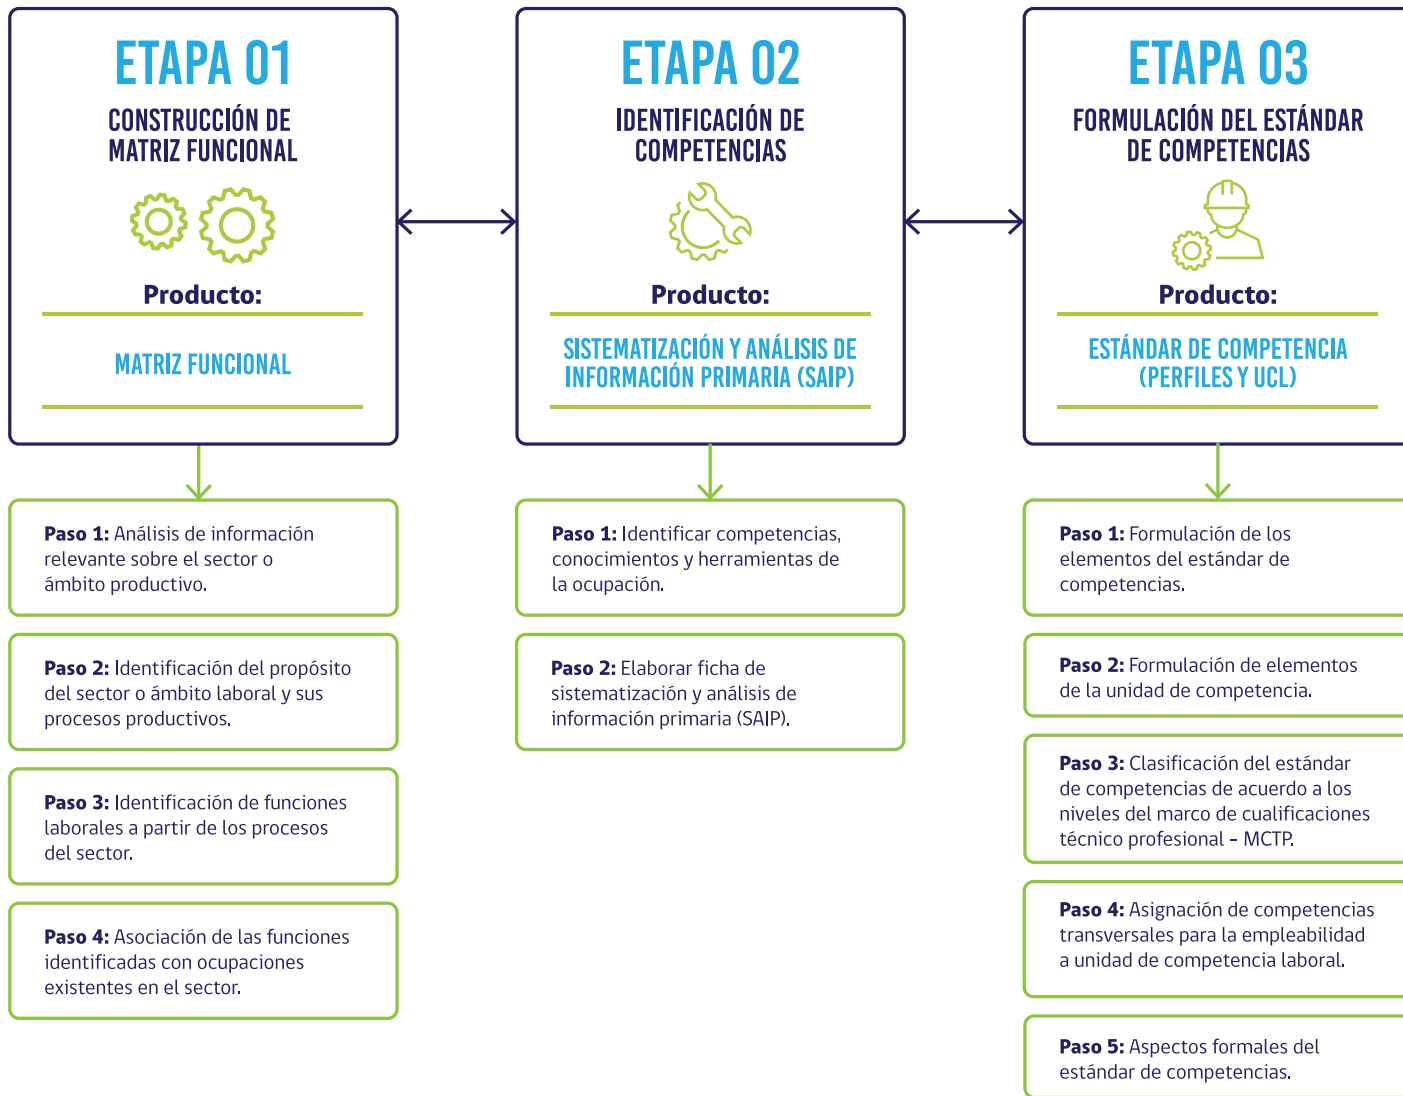 ETAPA 01
CONSTRUCCIÓN DE
MATRIZ FUNCIONAL
Producto:
MATRIZ FUNCIONAL
Paso 1: Análisis de información
relevante sobre el sector o
ámbito productivo.
Paso 2: Identificación del propósito
del sector o ámbito laboral y sus
procesos productivos.
Paso 3: Identificación de funciones
laborales a partir de los procesos
del sector.
Paso 4: Asociación de las funciones
identificadas con ocupaciones
existentes en el sector.
ETAPA 02
IDENTIFICACIÓN DE
COMPETENCIAS
Producto:
SISTEMATIZACIÓN Y ANÁLISIS DE
INFORMACIÓN PRIMARIA (SAIP)
Paso 1: Identificar competencias,
conocimientos y herramientas de
la ocupación.
Paso 2: Elaborar ficha de
sistematización y análisis de
información primaria (SAIP).
ETAPA 03
FORMULACIÓN DEL ESTÁNDAR
DE COMPETENCIAS
Producto:
ESTÁNDAR DE COMPETENCIA
(PERFILES Y UCL)
Paso 1: Formulación de los
elementos del estándar de
competencias.
Paso 2: Formulación de elementos
de la unidad de competencia.
Paso 3: Clasificación del estándar
de competencias de acuerdo a los
niveles del marco de cualificaciones
técnico profesional - MCTP.
Paso 4: Asignación de competencias
transversales para la empleabilidad
a unidad de competencia laboral.
Paso 5: Aspectos formales del
estándar de competencias.